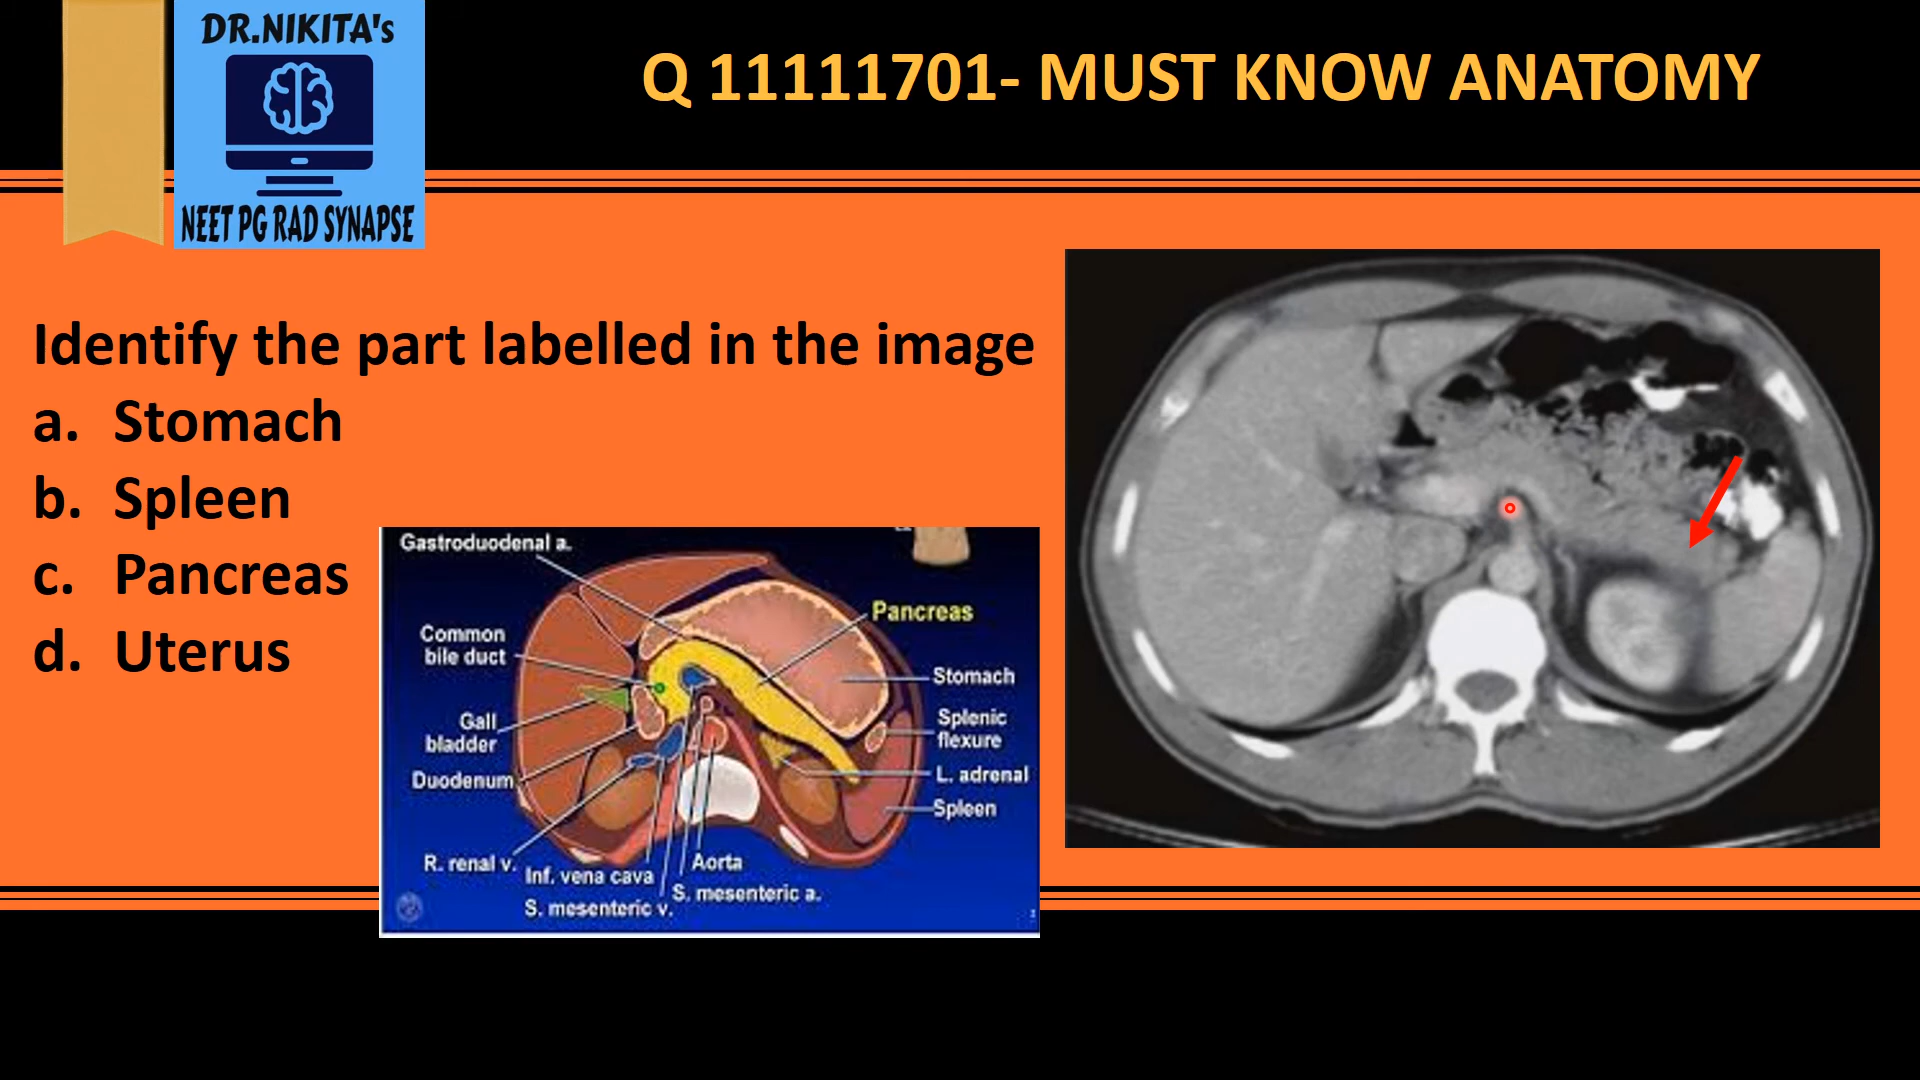 DR.NIKITA's
NEET PG RAD SYNAPSE
Q 11111701- MUST KNOW ANATOMY
Identify the part labelled in the image
a. Stomach
b. Spleen
c. Pancreas
d. Uterus
Gastroduodenal a.
Pancreas
Common
bile duct
Stomach
Splenic
flexure
Gall
bladder
Duodenum
L. adrenal
Spleen
R. renal v.
Inf. vena cava
Aorta
S. mesenteric a.
S. mesenteric v.